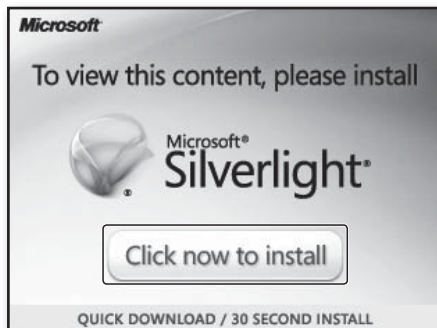 Microsoft
To view this content, please install
Microsoft®
Silverlight®
®
Click now to install
QUICK DOWNLOAD / 30 SECOND INSTALL